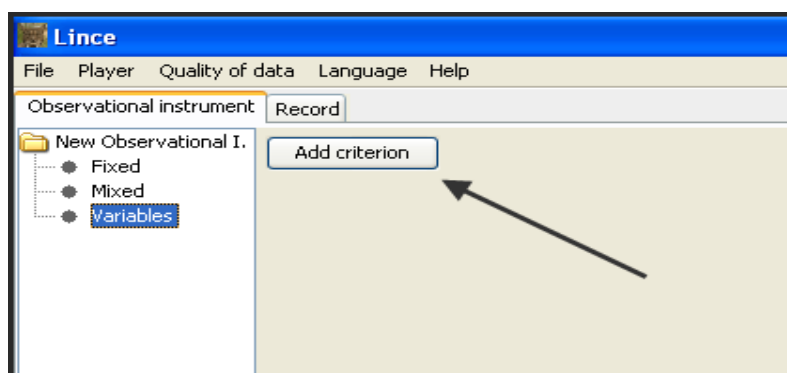 Lince
File Player Quality of data Language Help
Observational instrument Record
New Observational I.
Add criterion
Fixed
Mixed
Variables